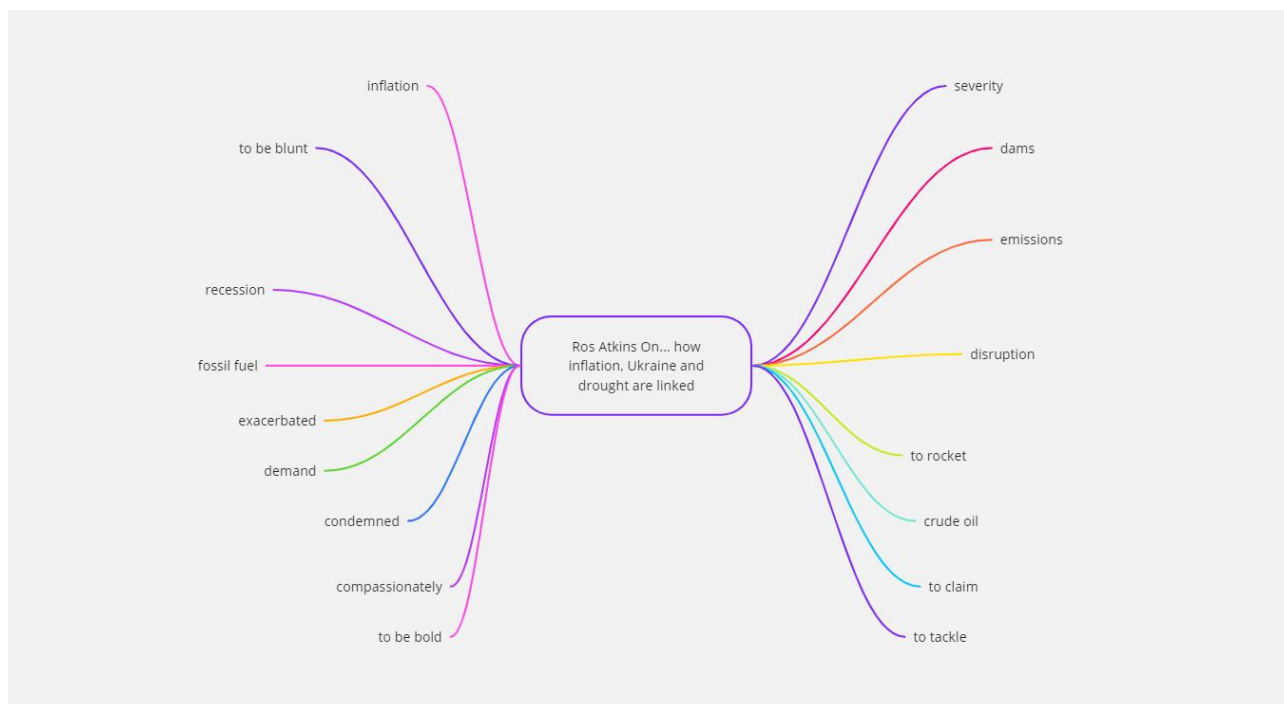 inflation
to be blunt
recession
fossil fuel
exacerbated
demand
condemned
compassionately
to be bold
Ros Atkins On... how
inflation, Ukraine and
drought are linked
severity
dams
emissions
disruption
to rocket
crude oil
to claim
to tackle